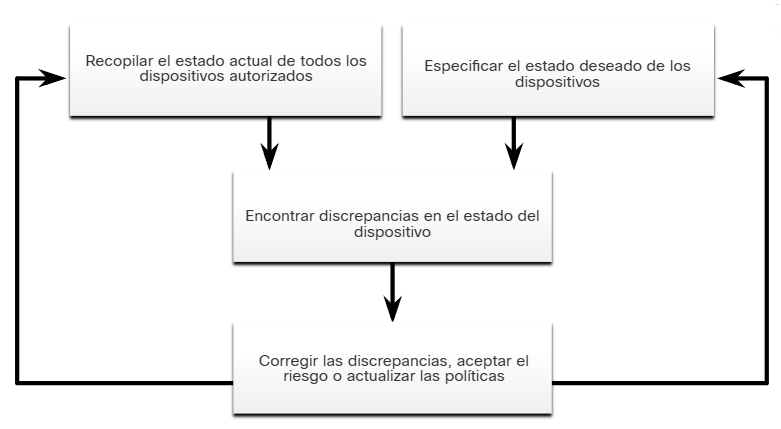 Recopilar el estado actual de todos los
dispositivos autorizados
Especificar el estado deseado de los
dispositivos
Encontrar discrepancias en el estado del
dispositivo
Corregir las discrepancias, aceptar el
riesgo o actualizar las políticas